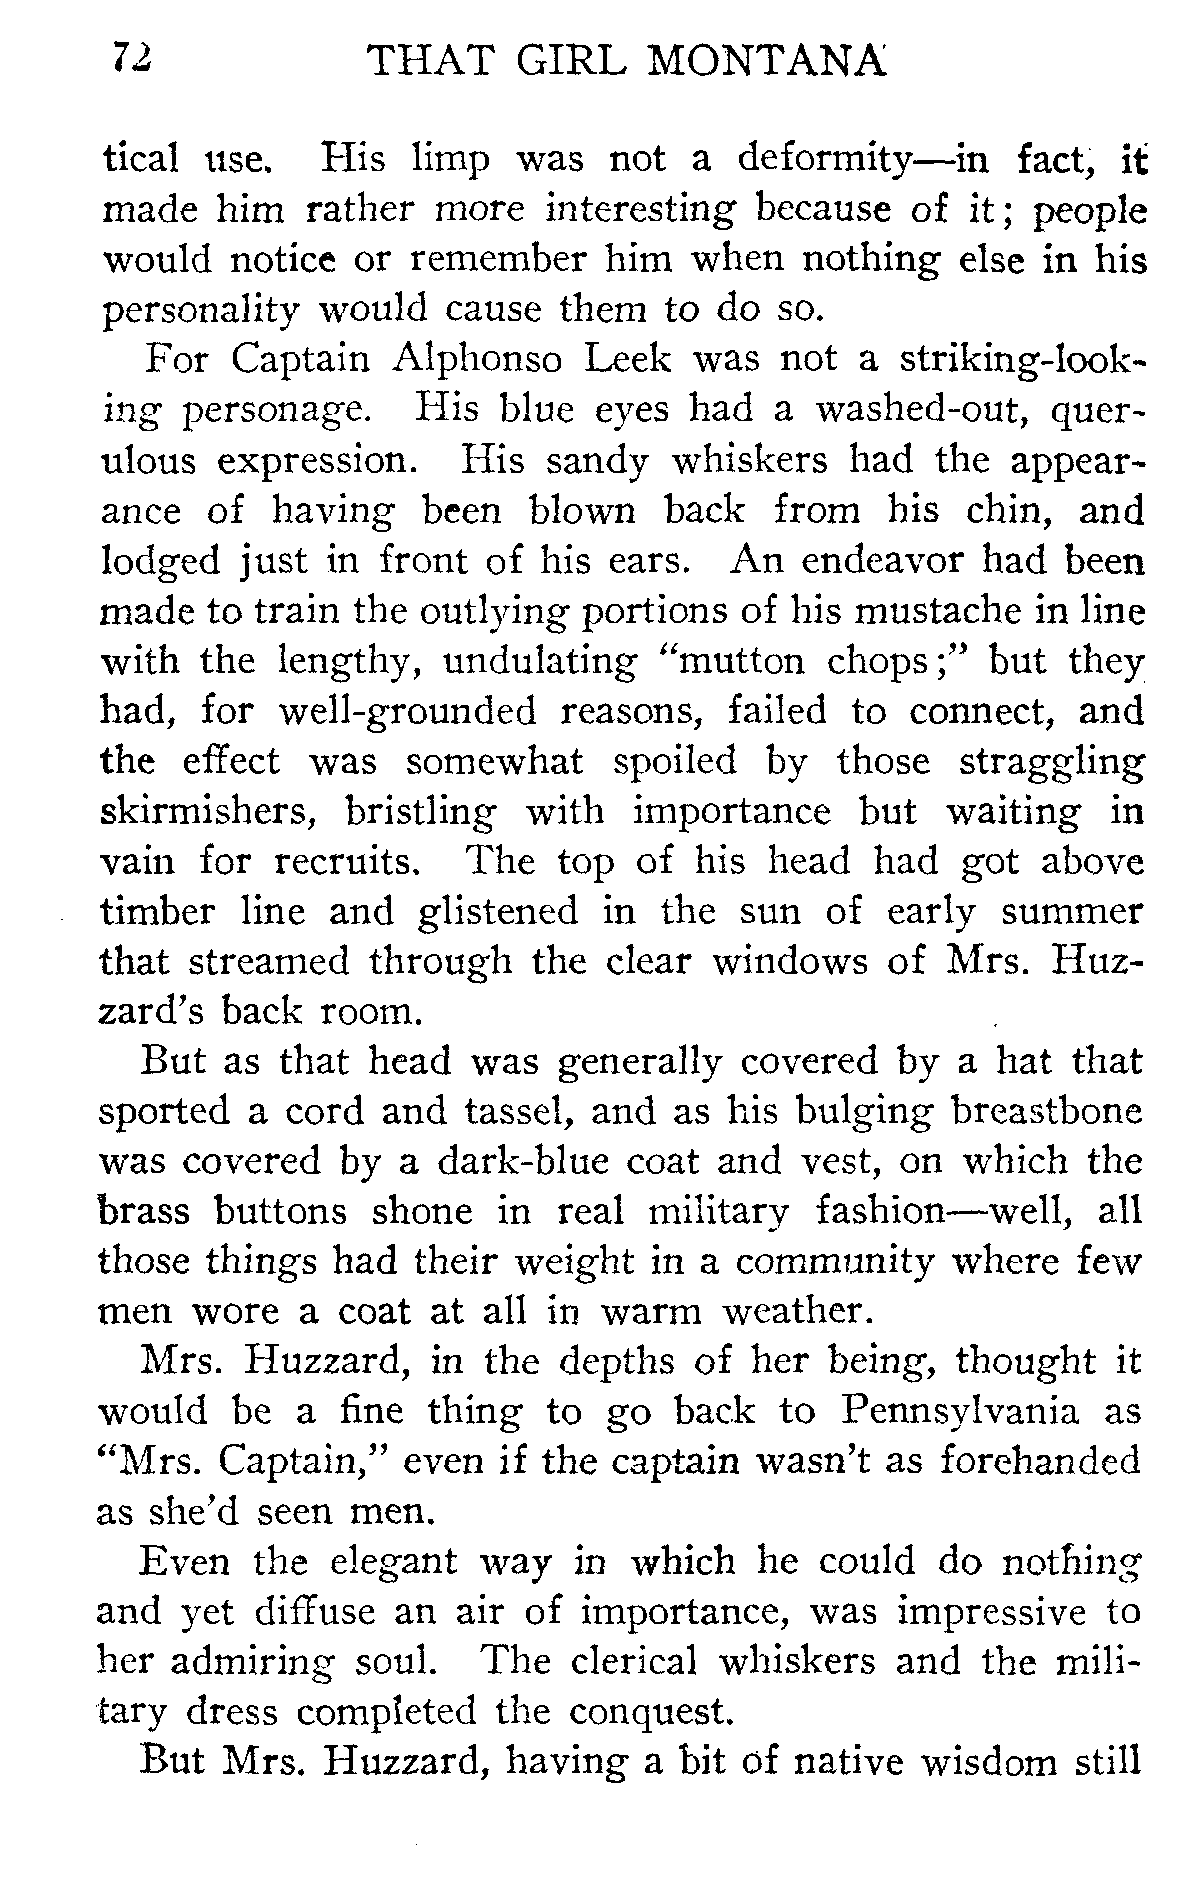 72 THAT GIRL MONTANA
tical use. His limp was not a deformity—in fact, it
made him rather more interesting because of it; people
would notice or remember him when nothing else in his
personality would cause them to do so.
For Captain Alphonso Leek was not a striking-look-
ing personage. His blue eyes had a washed-out, quer-
ulous expression. His sandy whiskers had the appear-
ance of having been blown back from his chin, and
lodged just in front of his ears. An endeavor had been
made to train the outlying portions of his mustache in line
with the lengthy, undulating “mutton chops;” but they
had, for well-grounded reasons, failed to connect, and
the effect was somewhat spoiled by those straggling
skirmishers, bristling with importance but waiting in
vain for recruits. The top of his head had got above
timber line and glistened in the sun of early summer
that streamed through the clear windows of Mrs. Huz-
zard’s back room.
But as that head was generally covered by a hat that
sported a cord and tassel, and as his bulging breastbone
was covered by a dark-blue coat and vest, on which the
brass buttons shone in real military fashion—well, all
those things had their weight in a community where few
men wore a coat at all in warm weather.
Mrs. Huzzard, in the depths of her being, thought it
would be a fine thing to go back to Pennsylvania as
“Mrs. Captain,” even if the captain wasn’t as forehanded
as she’d seen men.
Even the elegant way in which he could do nothing
and yet diffuse an air of importance, was impressive to
her admiring soul. The clerical whiskers and the mili-
tary dress completed the conquest.
But Mrs. Huzzard, having a bit of native wisdom still